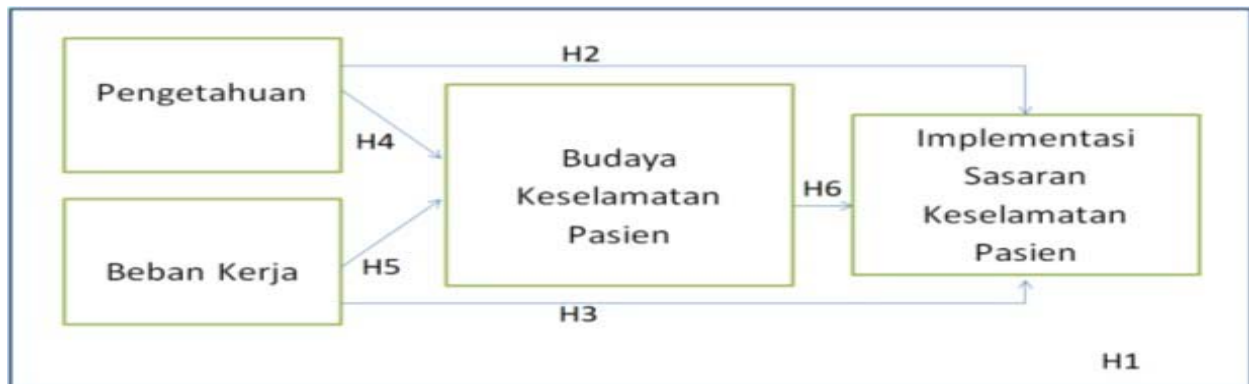 H2
Pengetahuan
H4
Budaya
Keselamatan
Pasien
H6
Implementasi
Sasaran
Keselamatan
Pasien
Beban Kerja
H5
H3
H1